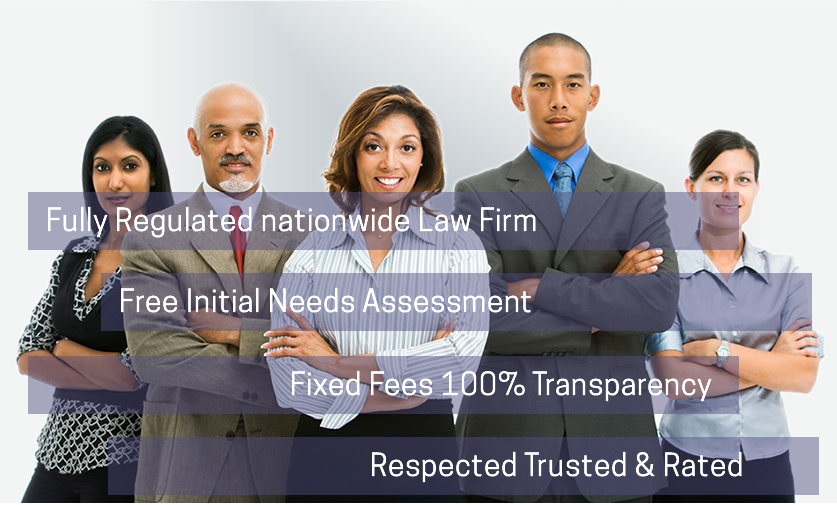 Fully Regulated nationwide Law Firm
Free Initial Needs Assessment
Fixed Fees 100% Transparency
Respected Trusted & Rated